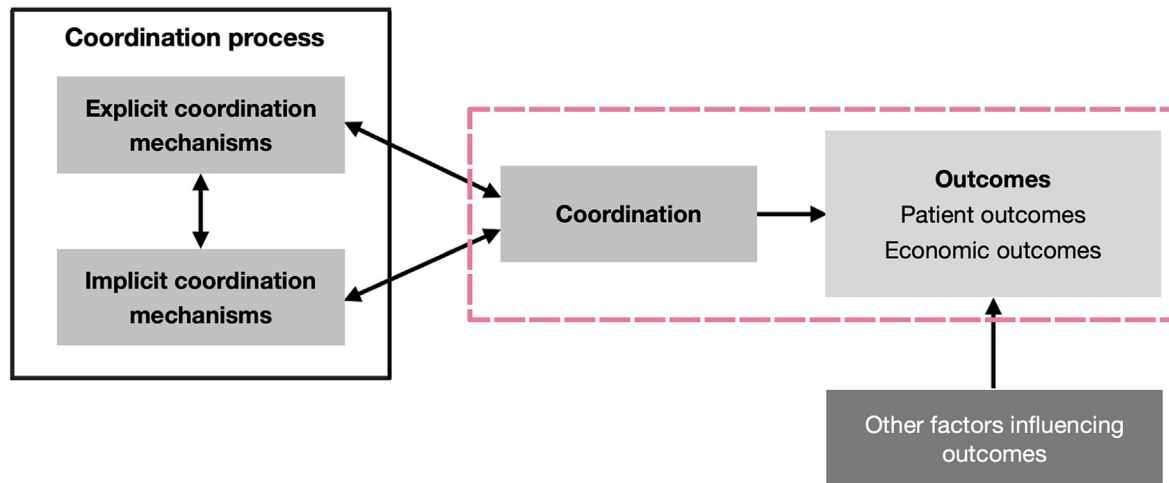 Coordination process
Explicit coordination
mechanisms
Implicit coordination
mechanisms
Coordination
Outcomes
Patient outcomes
Economic outcomes
Other factors influencing
outcomes